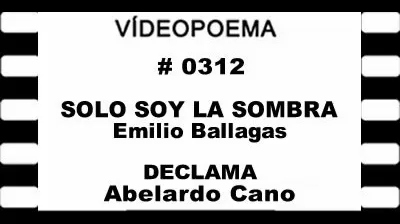 VÍDEOPOEMA
# 0312
SOLO SOY LA SOMBRA
Emilio Ballagas
DECLAMA
Abelardo Cano